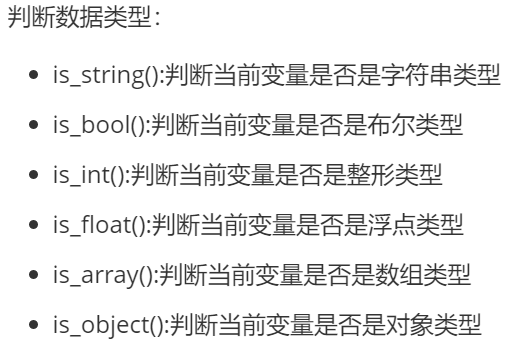 判断数据类型：
is_string():判断当前变量是否是字符串类型
is_bool():判断当前变量是否是布尔类型
is_int():判断当前变量是否是整形类型
is_float():判断当前变量是否是浮点类型
is_array():判断当前变量是否是数组类型
is_object():判断当前变量是否是对象类型